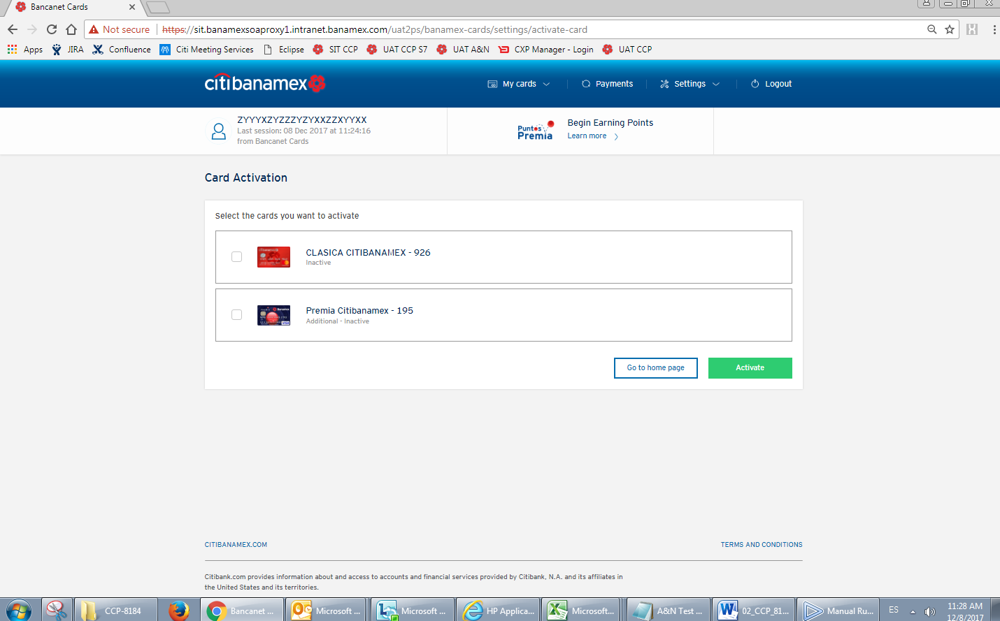 Bancanet Cards
Not secure https://sit.banamexsoaproxy1.intranet.banamex.com/uat2ps/banamex-cards/settings/activate-card
Apps JIRA Confluence Citi Meeting Services Eclipse SIT CCP UAT CCP S7 UAT A&N CXP Manager - Login UAT CCP
citibanamex My cards Payments Settings Logout
ZYYYXZYZZZYZYXXZZXYYXX
Last session: 08 Dec 2017 at 11:24:16
from Bancanet Cards
Puntos
Premia
Begin Earning Points
Learn more
Card Activation
Select the cards you want to activate
CLASICA CITIBANAMEX - 926
Inactive
Premia Citibanamex - 195
Additional - Inactive
Go to home page Activate
CITIBANAMEX.COM TERMS AND CONDITIONS
Citibank.com provides information about and access to accounts and financial services provided by Citibank, N.A. and its affiliates in
the United States and its territories.
CCP-8184 Bancanet ... Microsoft ... Microsoft ... HP Applica... Microsoft... A&N Test ... 02_CCP_81... Manual Ru... ES 11:28 AM
12/8/2017